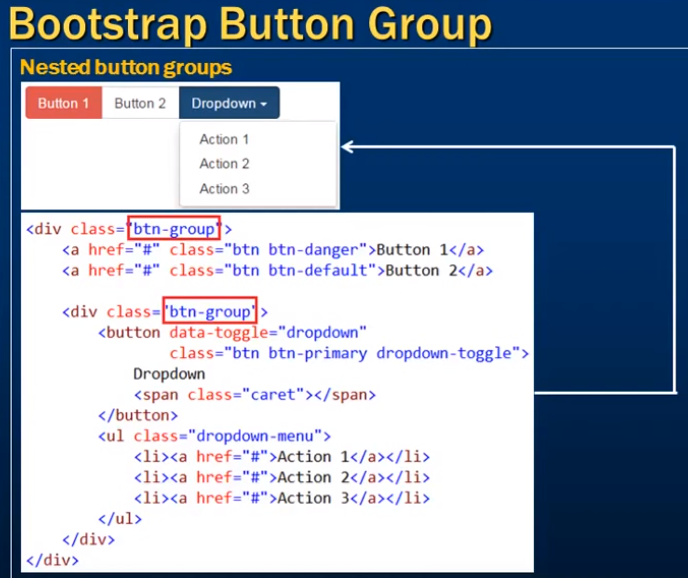 Bootstrap Button Group
Nested button groups
Button 1 Button 2 Dropdown
Action 1
Action 2
Action 3
<div class="btn-group">
    <a href="#" class="btn btn-danger">Button 1</a>
    <a href="#" class="btn btn-default">Button 2</a>
    <div class="btn-group">
        <button data-toggle="dropdown"
                class="btn btn-primary dropdown-toggle">
            Dropdown
            <span class="caret"></span>
        </button>
        <ul class="dropdown-menu">
            <li><a href="#">Action 1</a></li>
            <li><a href="#">Action 2</a></li>
            <li><a href="#">Action 3</a></li>
        </ul>
    </div>
</div>